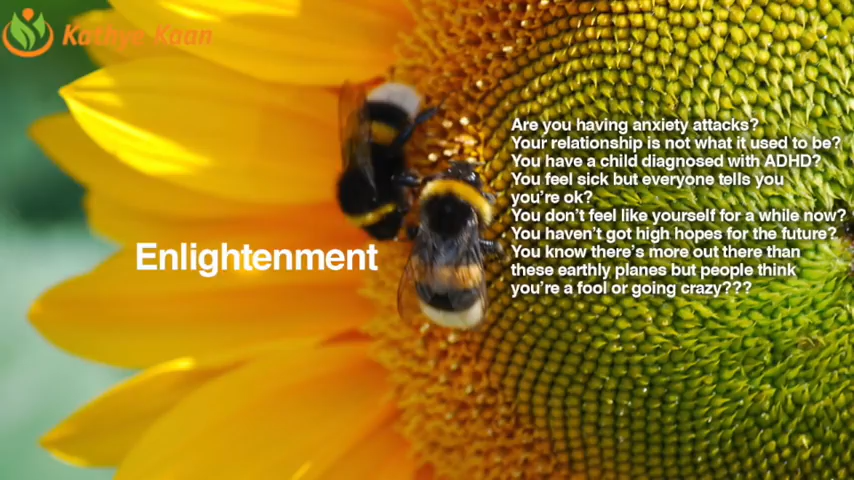 Kathye Kaan
Are you having anxiety attacks?
Your relationship is not what it used to be?
You have a child diagnosed with ADHD?
You feel sick but everyone tells you
you're ok?
You don't feel like yourself for a while now?
You haven't got high hopes for the future?
You know there's more out there than
these earthly planes but people think
you're a fool or going crazy???
Enlightenment